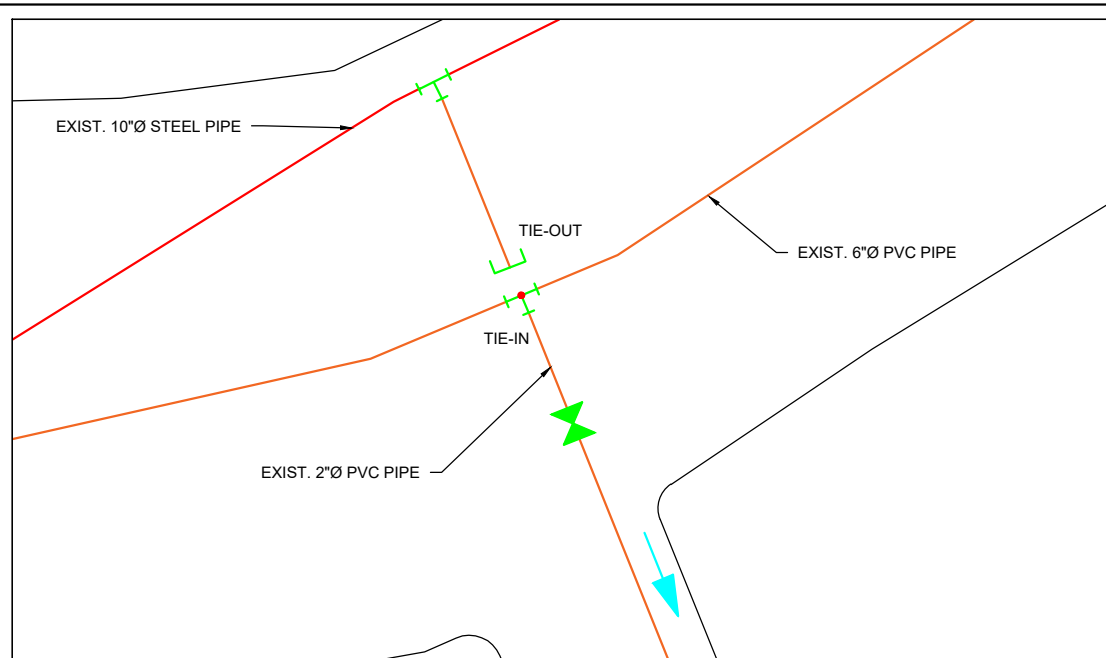 EXIST. 10"Ø STEEL PIPE
TIE-OUT
EXIST. 6"Ø PVC PIPE
TIE-IN
EXIST. 2"Ø PVC PIPE